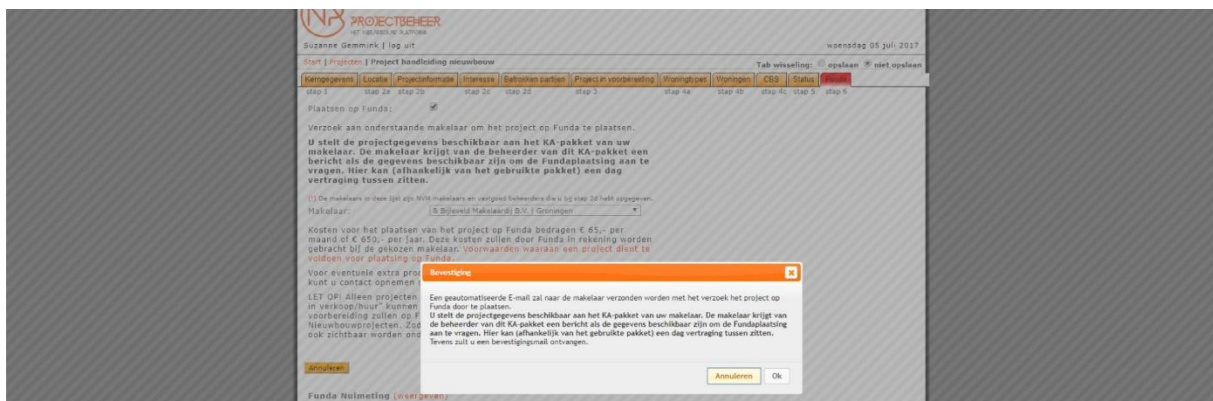 PROJECTBEHEER
HET NIEUWBOUW PLATFORM
Suzanne Gemmink | log uit
woensdag 05 juli 2017
Start | Projecten | Project handleiding nieuwbouw
Tab wisseling: opslaan niet opslaan
Kerngegevens Locatie Projectinformatie Interesse Betrokken partijen Project in voorbereiding Woningtypes Woningen CBS Status Funda
stap 1 stap 2a stap 2b stap 2c stap 2d stap 3 stap 4a stap 4b stap 4c stap 5 stap 6
Plaatsen op Funda:
Verzoek aan onderstaande makelaar om het project op Funda te plaatsen.
U stelt de projectgegevens beschikbaar aan het KA-pakket van uw
makelaar. De makelaar krijgt van de beheerder van dit KA-pakket een
bericht als de gegevens beschikbaar zijn om de Fundaplaatsing aan te
vragen. Hier kan (afhankelijk van het gebruikte pakket) een dag
vertraging tussen zitten.
(!) De makelaars in deze lijst zijn NVM makelaars en vastgoed beheerders die u bij stap 2d hebt opgegeven.
Makelaar: & Bijleveld Makelaardij B.V. | Groningen
Kosten voor het plaatsen van het project op Funda bedragen € 65,- per
maand of € 650,- per jaar. Deze kosten zullen door Funda in rekening worden
gebracht bij de gekozen makelaar. Voorwaarden waaraan een project dient te
voldoen voor plaatsing op Funda.
Voor eventuele extra pro
kunt u contact opnemen
LET OP! Alleen projecten
in verkoop/huur" kunnen
voorbereiding zullen op F
Nieuwbouwprojecten. Zod
ook zichtbaar worden ond
Bevestiging
Een geautomatiseerde E-mail zal naar de makelaar verzonden worden met het verzoek het project op
Funda door te plaatsen.
U stelt de projectgegevens beschikbaar aan het KA-pakket van uw makelaar. De makelaar krijgt van
de beheerder van dit KA-pakket een bericht als de gegevens beschikbaar zijn om de Fundaplaatsing
aan te vragen. Hier kan (afhankelijk van het gebruikte pakket) een dag vertraging tussen zitten.
Tevens zult u een bevestigingsmail ontvangen.
Annuleren Ok
Annuleren
Funda Nulmeting [weergeven]